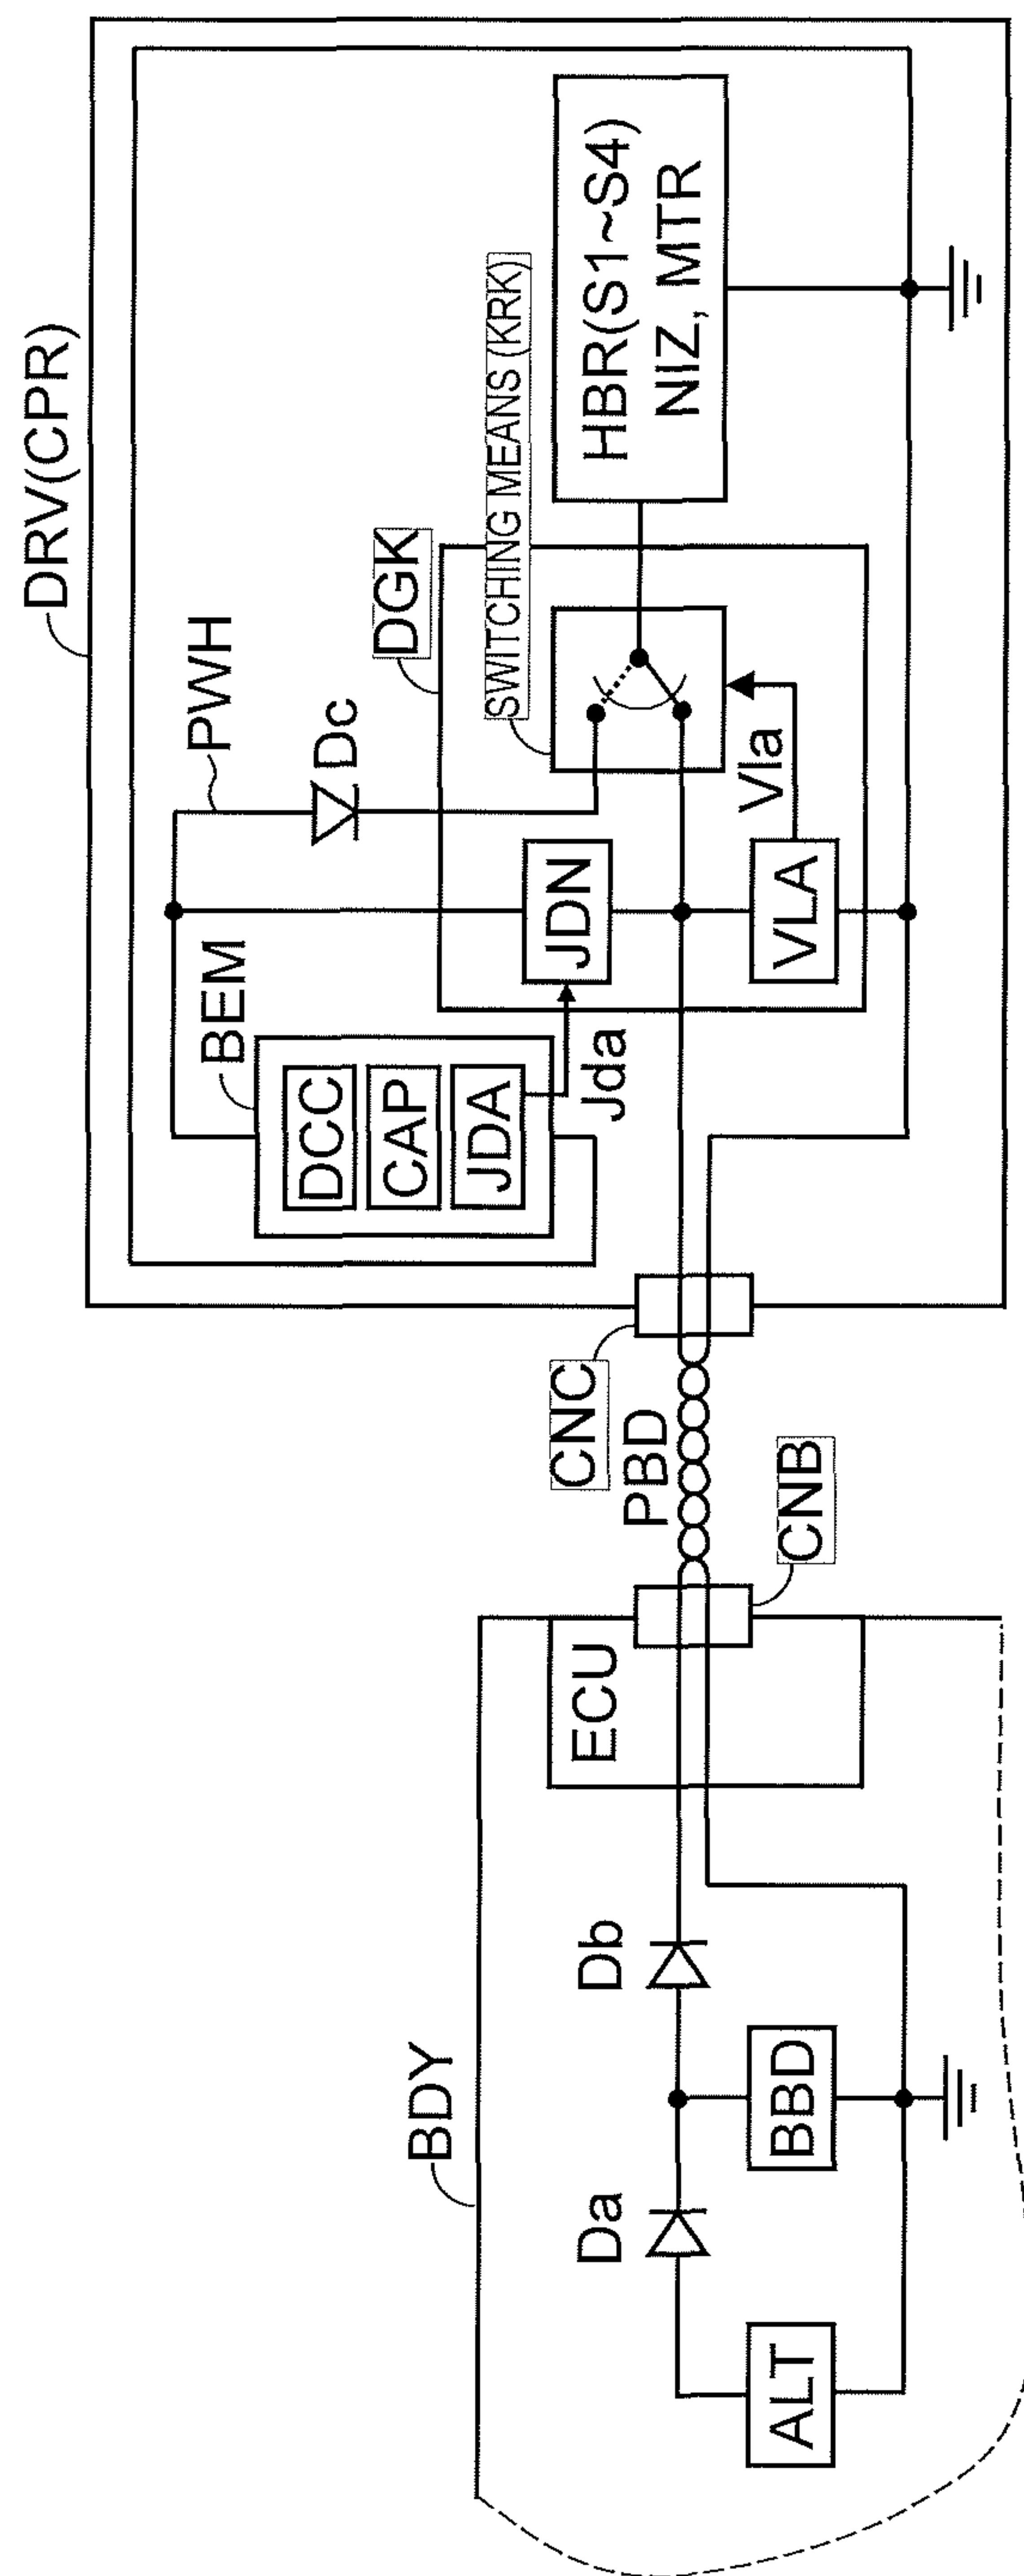 DRV(CPR)
PWH
Dc
BEM
DGK
SWITCHING MEANS (KRK)
DCC
CAP
JDA
Jda
JDN
VLA
Vla
HBR(S1~S4)
NIZ, MTR
CNC
PBD
CNB
ECU
BDY
Db
BBD
Da
ALT